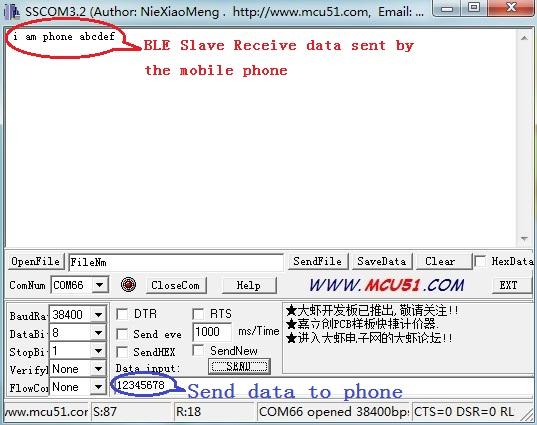 SSCOM3.2 (Author: NieXiaoMeng . http://www.mcu51.com, Email: ...
i am phone abcdef
BLE Slave Receive data sent by
the mobile phone
OpenFile FileNm SendFile SaveData Clear HexData
ComNum COM66 CloseCom Help WWW.MCU51.COM EXT
BaudRa 38400 DTR RTS
DataBi 8 Send eve 1000 ms/Time
StopBi 1 SendHEX SendNew
Verify None Data input: SEND
FlowCon None 12345678
★大虾开发板已推出,敬请关注!!
★嘉立创PCB样板快捷计价器.
★进入大虾电子网的大虾论坛!!
Send data to phone
www.mcu51.cor S:87 R:18 COM66 opened 38400bp: CTS=0 DSR=0 RL